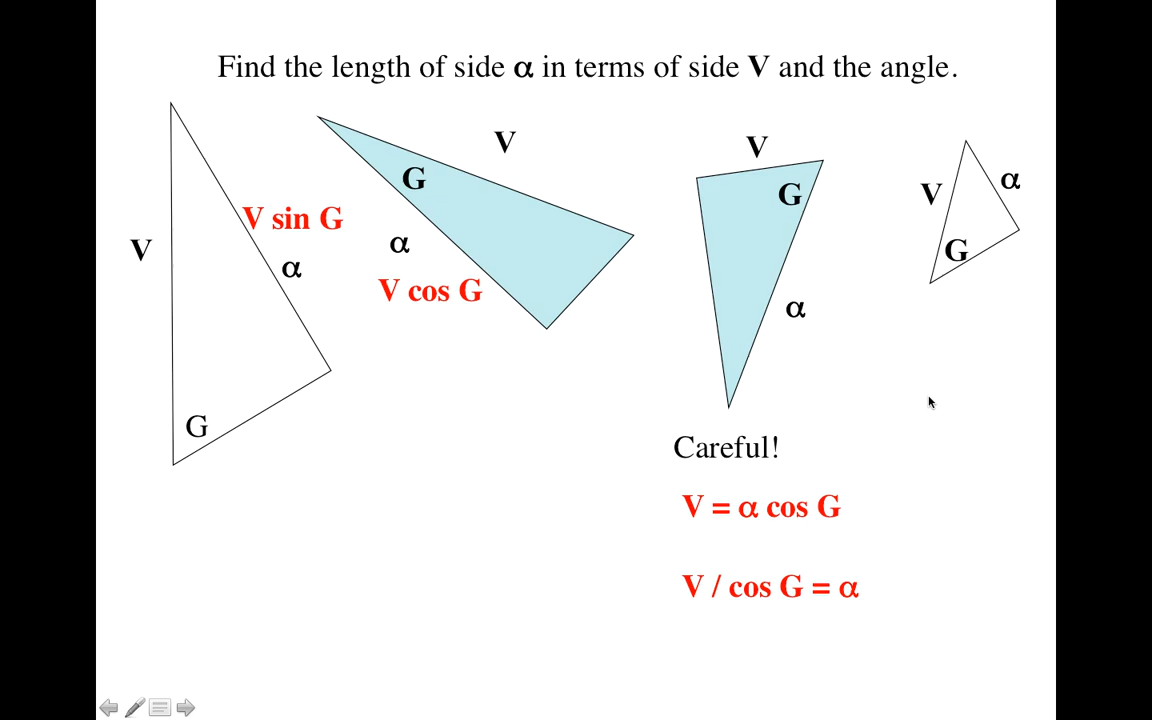 Find the length of side α in terms of side V and the angle.
V
V sin G
α
G
V
G
α
V cos G
V
G
α
Careful!
V = α cos G
V / cos G = α
V
α
G